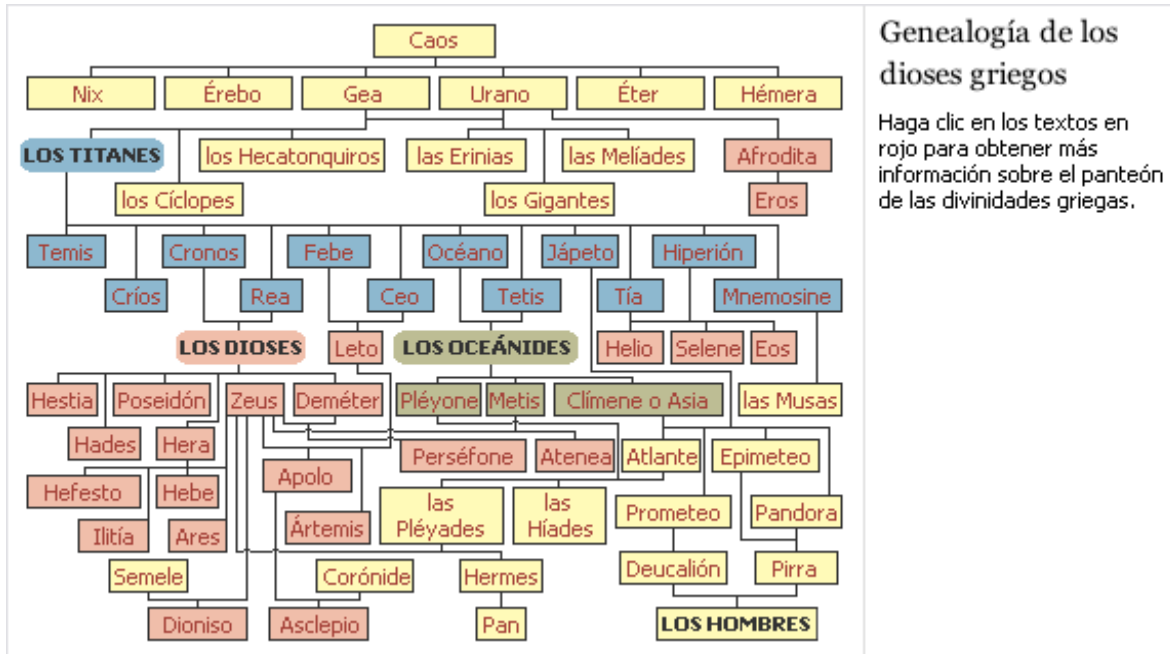 Caos
Nix Érebo Gea Urano Éter Hémera
LOS TITANES los Hecatonquiros las Erinias las Melíades Afrodita
los Cíclopes los Gigantes Eros
Temis Cronos Febe Océano Jápeto Hiperión
Críos Rea Ceo Tetis Tía Mnemosine
LOS DIOSES Leto LOS OCEÁNIDES Helio Selene Eos
Hestia Poseidón Zeus Deméter Pléyone Metis Clímene o Asia las Musas
Hades Hera Perséfone Atenea Atlante Epimeteo
Hefesto Hebe Apolo las
Pléyades las
Híades Prometeo Pandora
Ilitía Ares Ártemis
Semele Corónide Hermes Deucalión Pirra
Dioniso Asclepio Pan LOS HOMBRES
Genealogía de los
dioses griegos
Haga clic en los textos en
rojo para obtener más
información sobre el panteón
de las divinidades griegas.